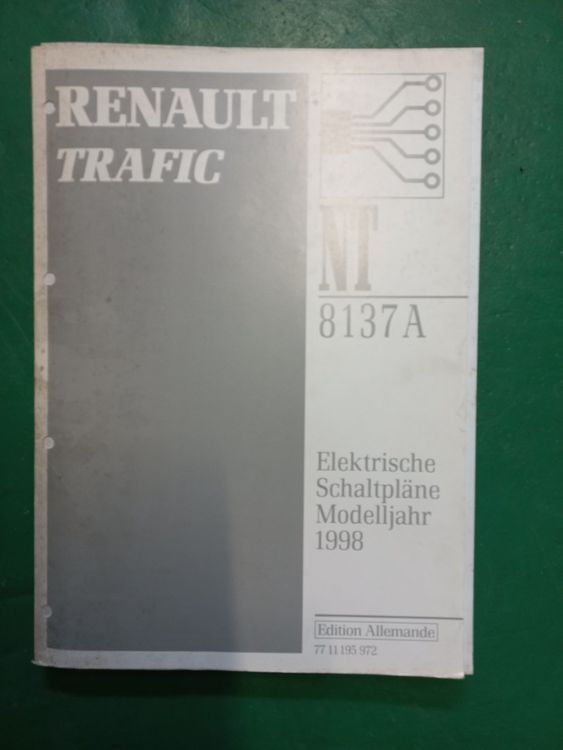 RENAULT
TRAFIC
NT
8137A
Elektrische
Schaltpläne
Modelljahr
1998
Edition Allemande
77 11 195 972